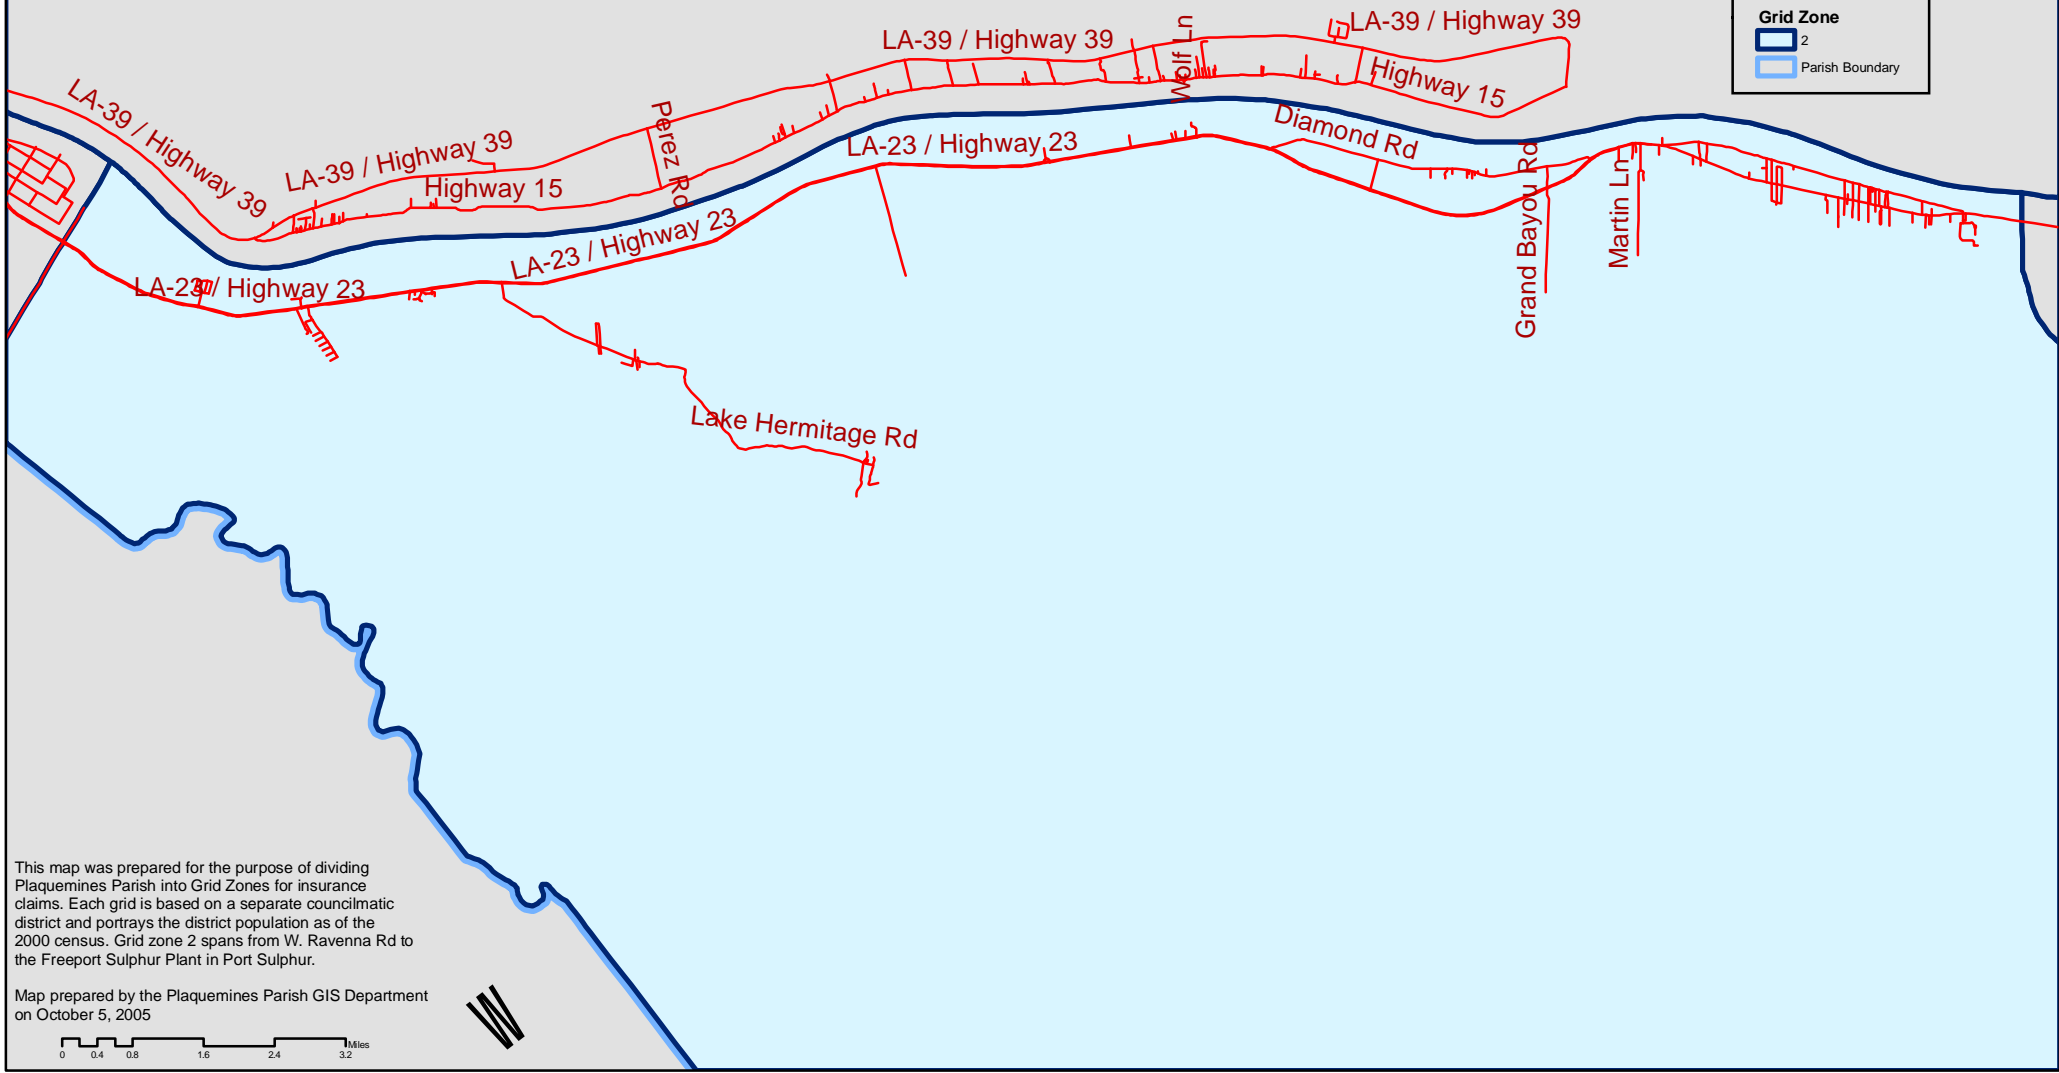 Grid Zone
2
Parish Boundary
LA-39 / Highway 39
LA-39 / Highway 39
LA-39 / Highway 39
LA-39 / Highway 39
Wolf Ln
Highway 15
Perez Rd
Highway 15
LA-23 / Highway 23
Diamond Rd
LA-23 / Highway 23
LA-23 / Highway 23
Grand Bayou Rd
Martin Ln
Lake Hermitage Rd
This map was prepared for the purpose of dividing
Plaquemines Parish into Grid Zones for insurance
claims. Each grid is based on a separate councilmatic
district and portrays the district population as of the
2000 census. Grid zone 2 spans from W. Ravenna Rd to
the Freeport Sulphur Plant in Port Sulphur.
Map prepared by the Plaquemines Parish GIS Department
on October 5, 2005
Miles
0 0.4 0.8 1.6 2.4 3.2